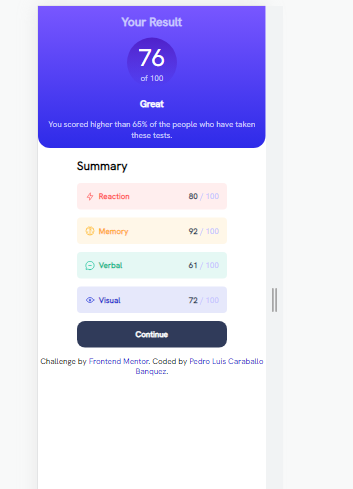 Your Result
76
of 100
Great
You scored higher than 65% of the people who have taken
these tests.
Summary
Reaction 80 / 100
Memory 92 / 100
Verbal 61 / 100
Visual 72 / 100
Continue
Challenge by Frontend Mentor. Coded by Pedro Luis Caraballo
Banquez.